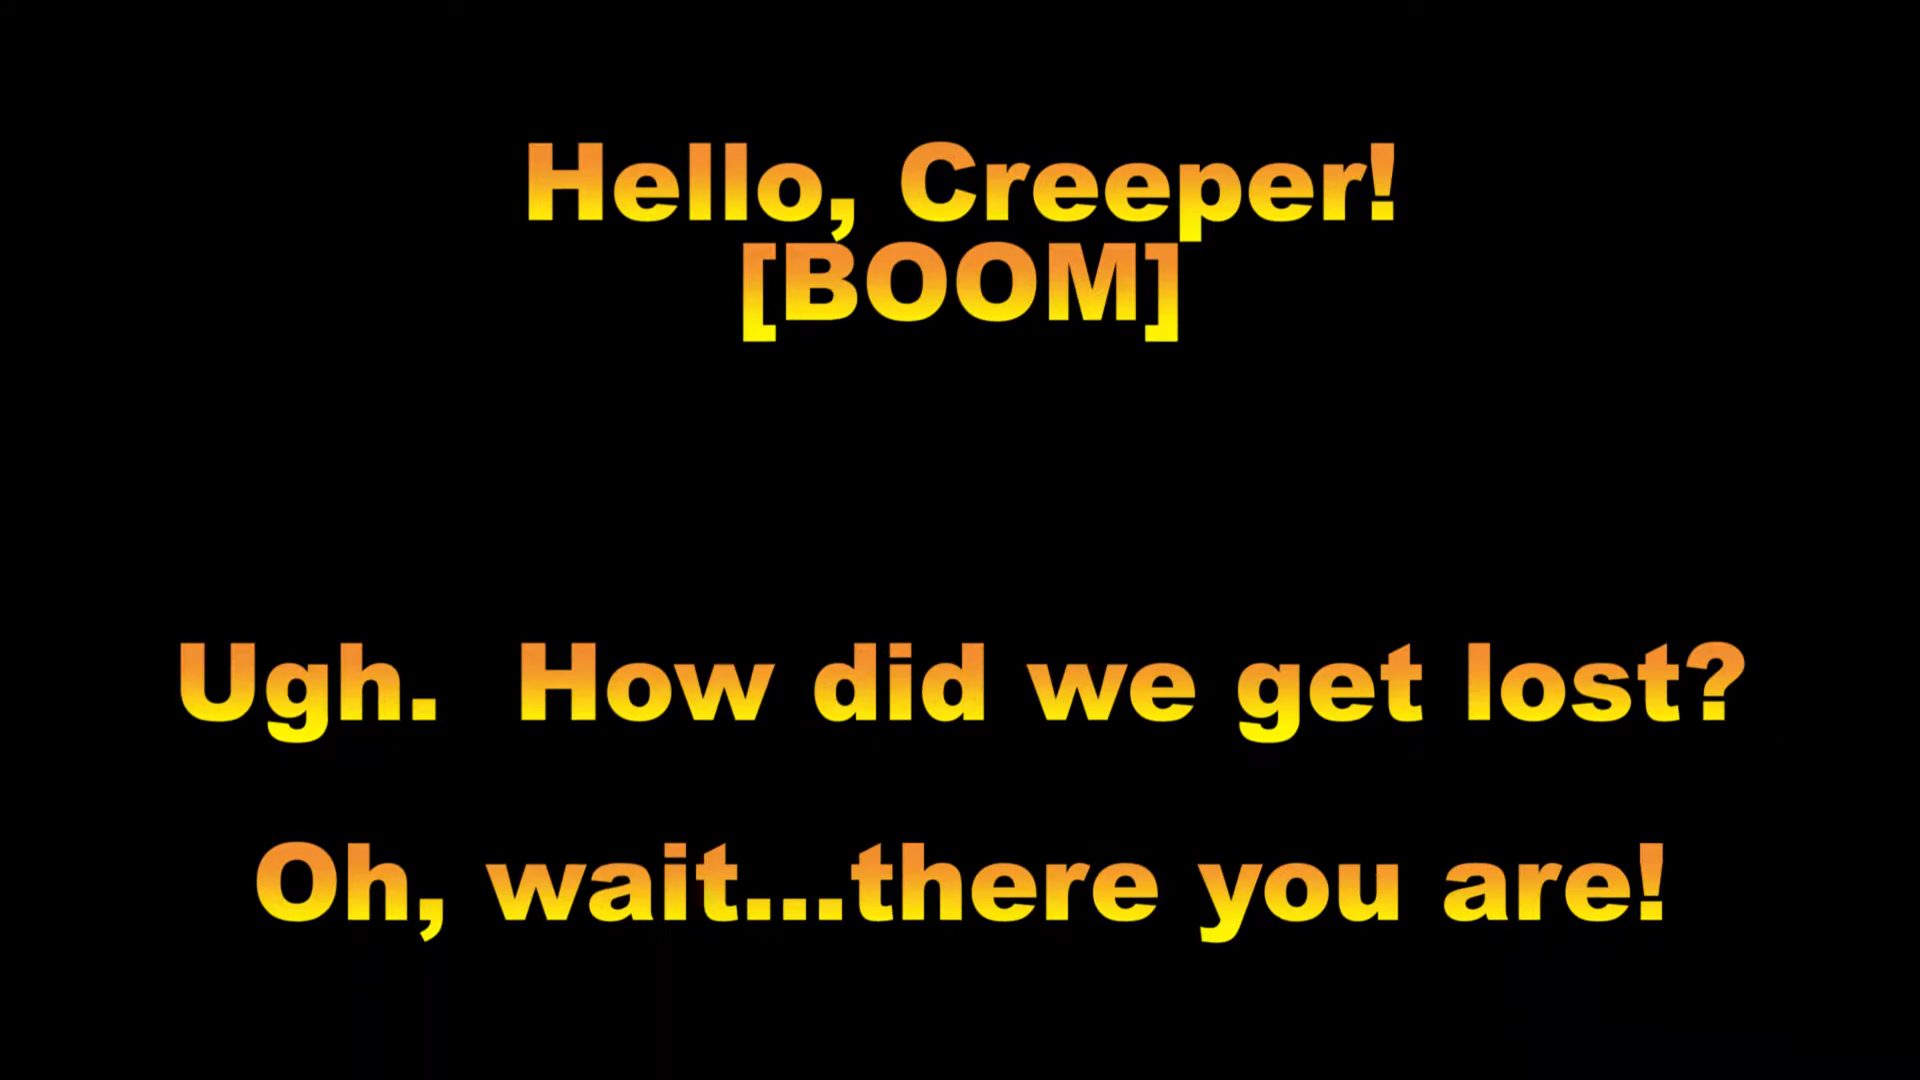 Hello, Creeper!
[BOOM]
Ugh.  How did we get lost?
Oh, wait...there you are!